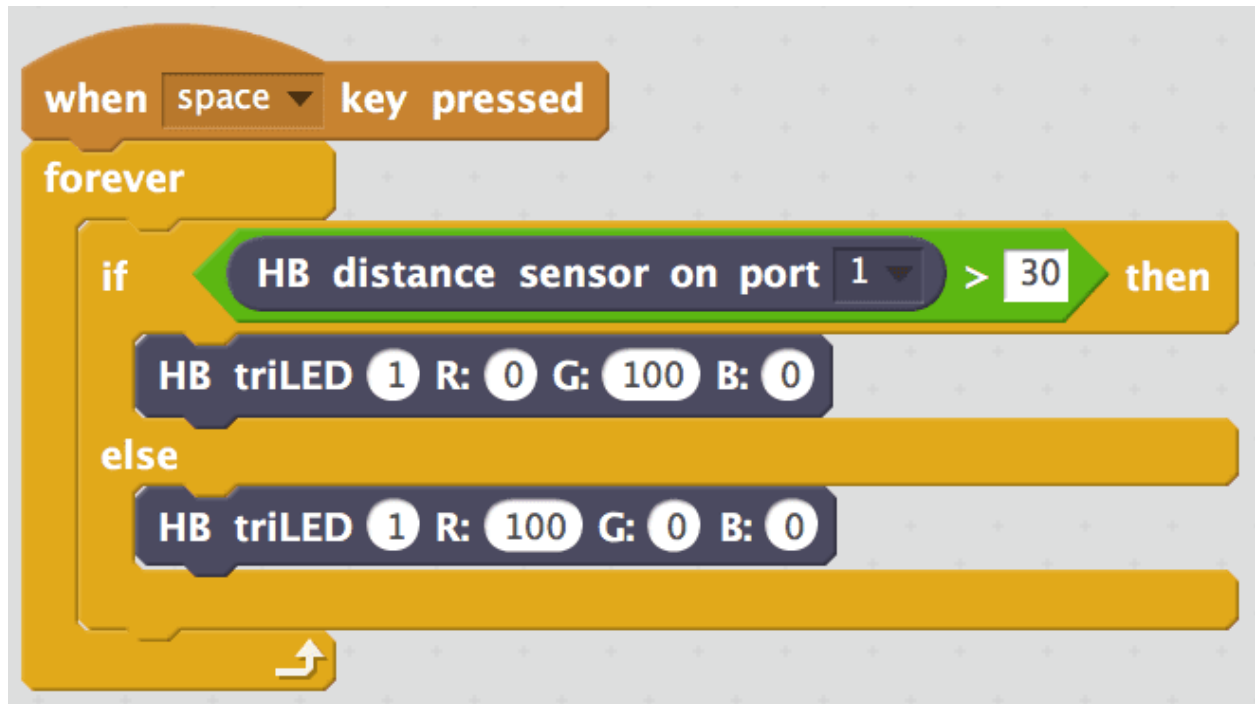 when space key pressed
forever
if HB distance sensor on port 1 > 30 then
HB triLED 1 R: 0 G: 100 B: 0
else
HB triLED 1 R: 100 G: 0 B: 0